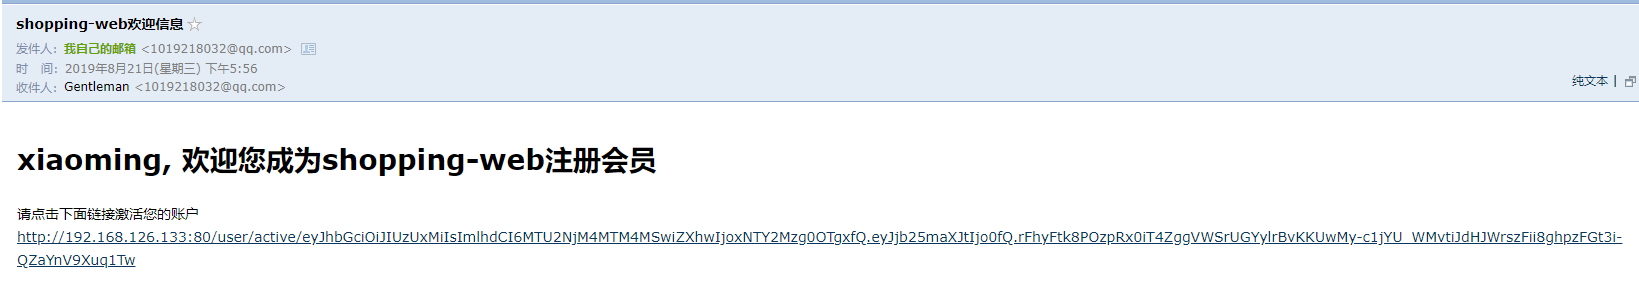 shopping-web欢迎信息
发件人：我自己的邮箱 <1019218032@qq.com>
时 间：2019年8月21日(星期三) 下午5:56
收件人：Gentleman <1019218032@qq.com>
纯文本 |
xiaoming, 欢迎您成为shopping-web注册会员
请点击下面链接激活您的账户
http://192.168.126.133:80/user/active/eyJhbGciOiJIUzUxMiIsImlhdCI6MTU2NjM4MTM4MSwiZXhwIjoxNTY2Mzg0OTgxfQ.eyJjb25maXJtIjo0fQ.rFhyFtk8POzpRx0iT4ZggVWSrUGYylrBvKKUwMy-c1jYU_WMvtiJdHJWrszFii8ghpzFGt3i-
QZaYnV9Xuq1Tw